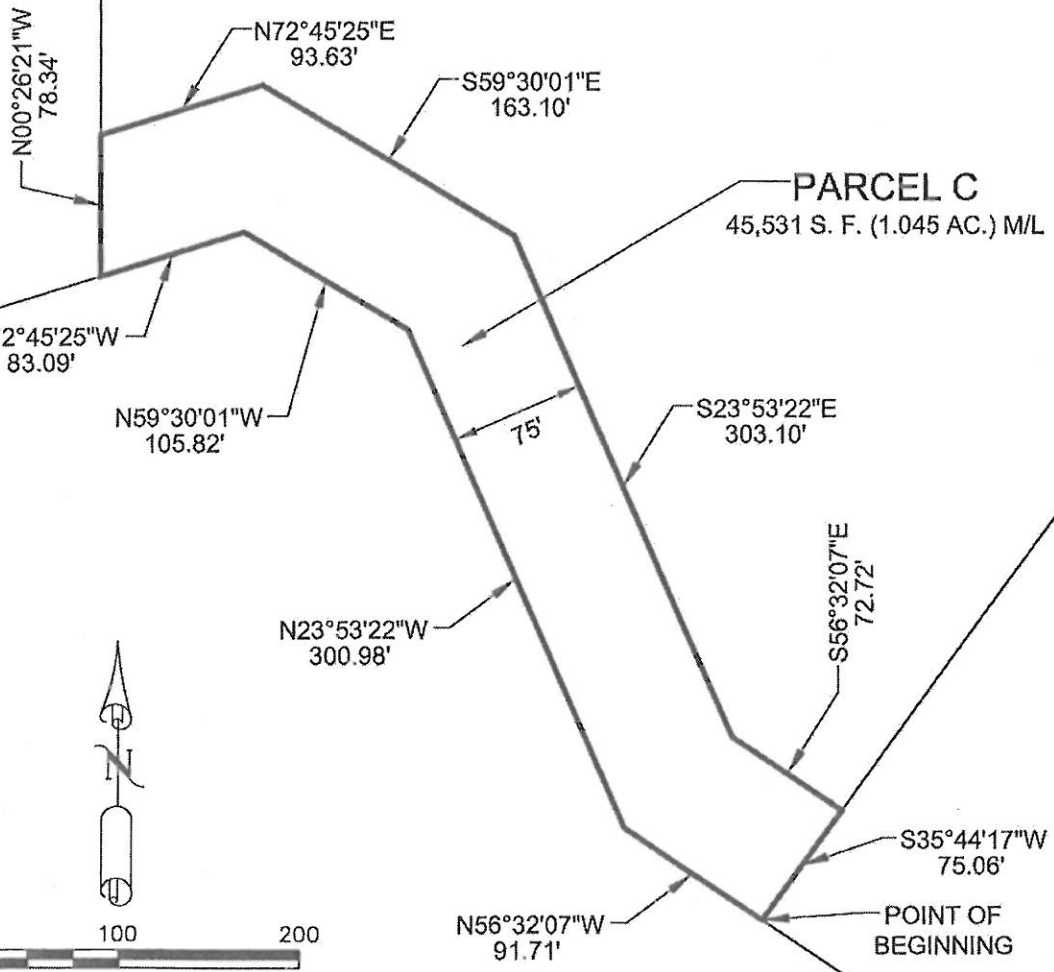 N00°26'21"W
78.34'
N72°45'25"E
93.63'
S59°30'01"E
163.10'
PARCEL C
45,531 S. F. (1.045 AC.) M/L
2°45'25"W
83.09'
N59°30'01"W
105.82'
75'
S23°53'22"E
303.10'
N23°53'22"W
300.98'
S56°32'07"E
72.72'
N
S35°44'17"W
75.06'
N56°32'07"W
91.71'
POINT OF
BEGINNING
100
200